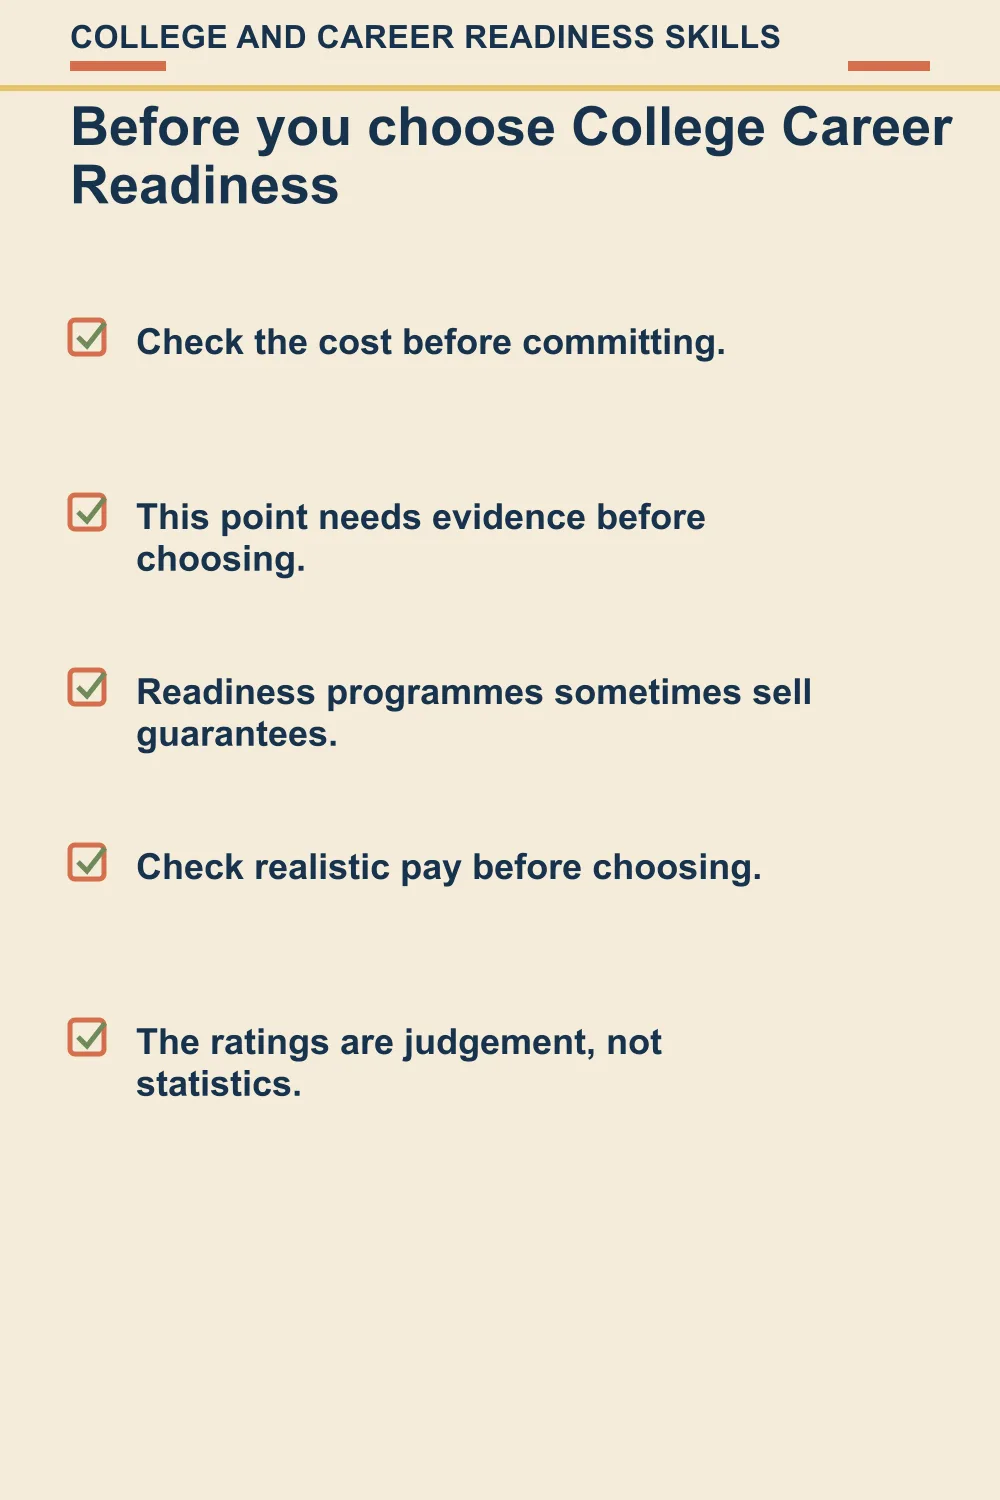 COLLEGE AND CAREER READINESS SKILLS
Before you choose College Career
Readiness
Check the cost before committing.
This point needs evidence before
choosing.
Readiness programmes sometimes sell
guarantees.
Check realistic pay before choosing.
The ratings are judgement, not
statistics.